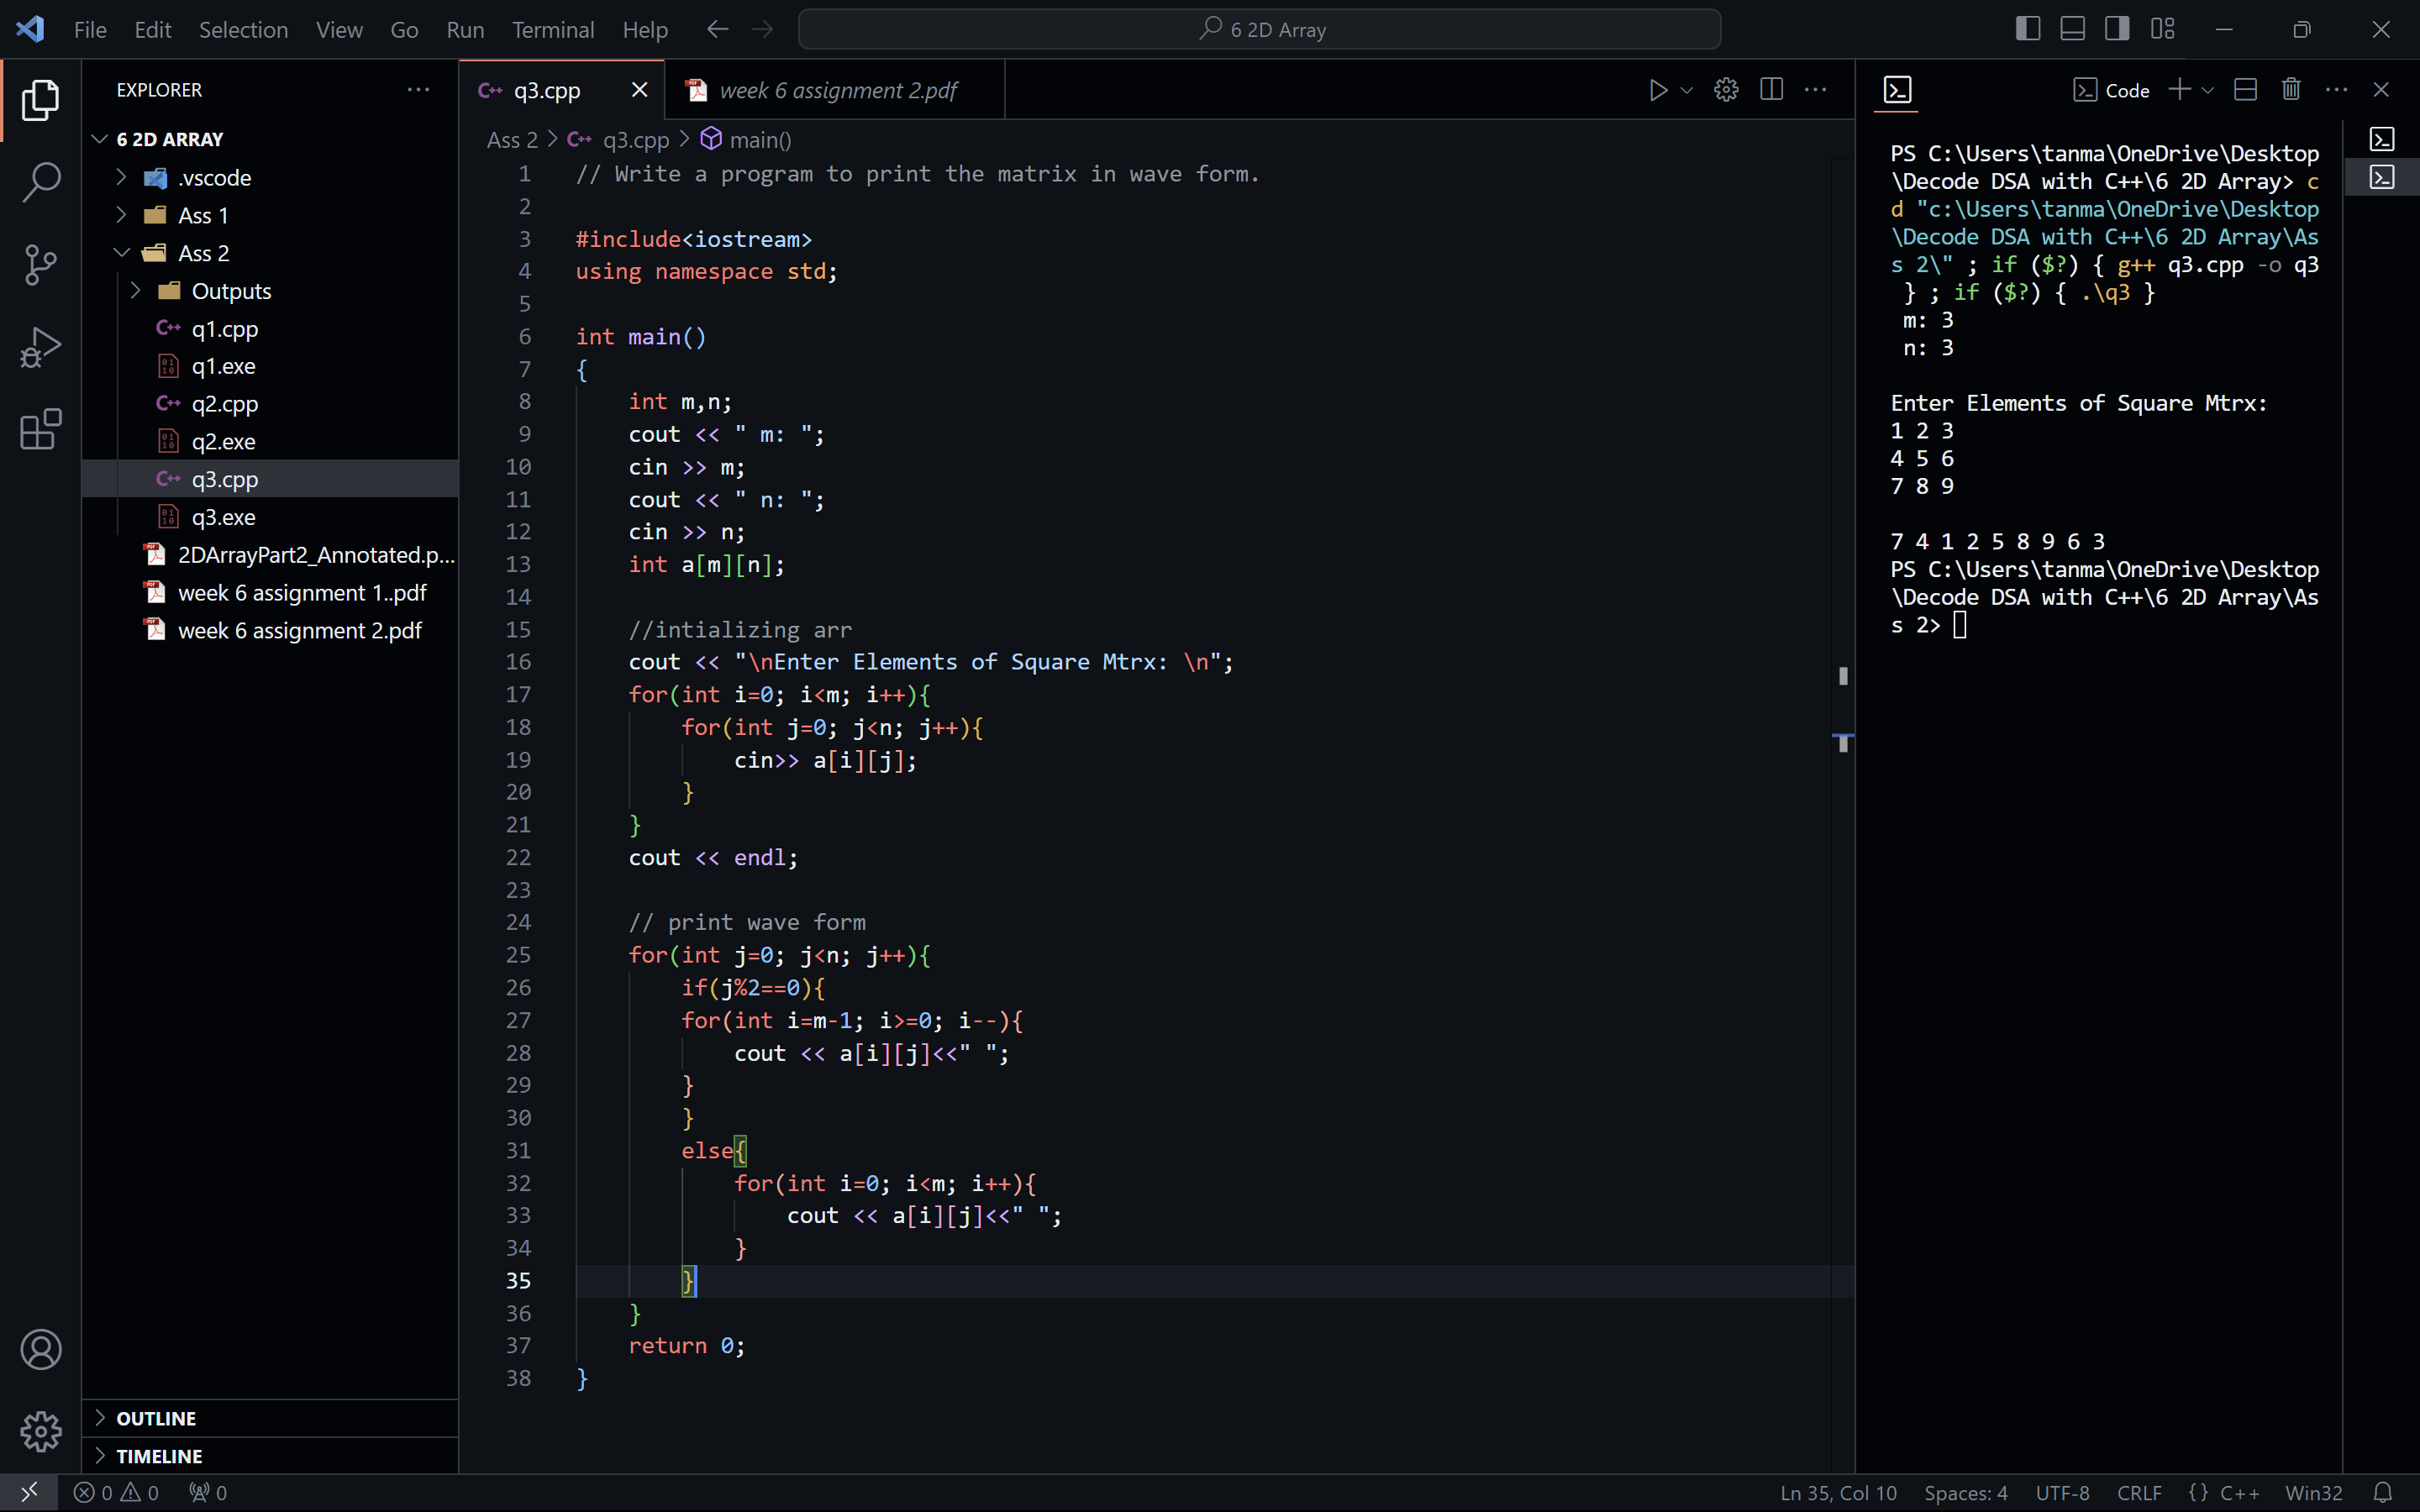 File Edit Selection View Go Run Terminal Help 6 2D Array
EXPLORER
6 2D ARRAY
.vscode
Ass 1
Ass 2
Outputs
C++ q1.cpp
q1.exe
C++ q2.cpp
q2.exe
C++ q3.cpp
q3.exe
2DArrayPart2_Annotated.p...
week 6 assignment 1..pdf
week 6 assignment 2.pdf
OUTLINE
TIMELINE
C++ q3.cpp week 6 assignment 2.pdf
Ass 2 > C++ q3.cpp > main()
1 // Write a program to print the matrix in wave form.
2
3 #include<iostream>
4 using namespace std;
5
6 int main()
7 {
8     int m,n;
9     cout << " m: ";
10     cin >> m;
11     cout << " n: ";
12     cin >> n;
13     int a[m][n];
14
15     //intializing arr
16     cout << "\nEnter Elements of Square Mtrx: \n";
17     for(int i=0; i<m; i++){
18         for(int j=0; j<n; j++){
19             cin>> a[i][j];
20         }
21     }
22     cout << endl;
23
24     // print wave form
25     for(int j=0; j<n; j++){
26         if(j%2==0){
27         for(int i=m-1; i>=0; i--){
28             cout << a[i][j]<<" ";
29         }
30         }
31         else{
32             for(int i=0; i<m; i++){
33                 cout << a[i][j]<<" ";
34             }
35         }
36     }
37     return 0;
38 }
Code
PS C:\Users\tanma\OneDrive\Desktop
\Decode DSA with C++\6 2D Array> c
d "c:\Users\tanma\OneDrive\Desktop
\Decode DSA with C++\6 2D Array\As
s 2\" ; if ($?) { g++ q3.cpp -o q3
 } ; if ($?) { .\q3 }
 m: 3
 n: 3
Enter Elements of Square Mtrx:
1 2 3
4 5 6
7 8 9
7 4 1 2 5 8 9 6 3
PS C:\Users\tanma\OneDrive\Desktop
\Decode DSA with C++\6 2D Array\As
s 2>
0 0 0 Ln 35, Col 10 Spaces: 4 UTF-8 CRLF {} C++ Win32